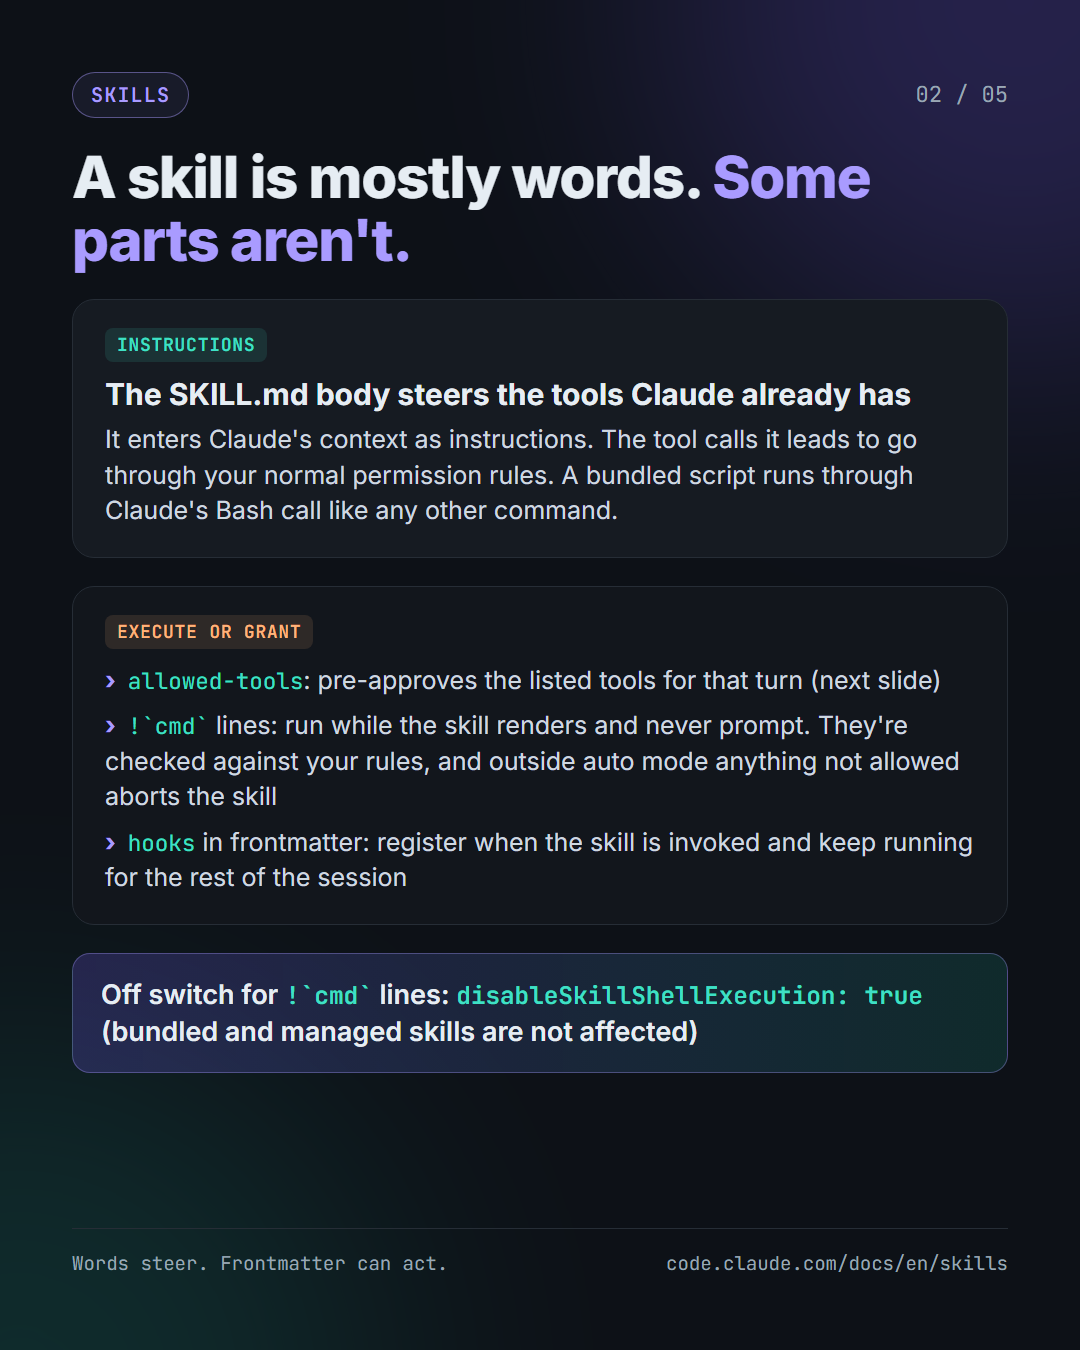 SKILLS
02 / 05
A skill is mostly words. Some
parts aren't.
INSTRUCTIONS
The SKILL.md body steers the tools Claude already has
It enters Claude's context as instructions. The tool calls it leads to go
through your normal permission rules. A bundled script runs through
Claude's Bash call like any other command.
EXECUTE OR GRANT
› allowed-tools: pre-approves the listed tools for that turn (next slide)
› !`cmd` lines: run while the skill renders and never prompt. They're
checked against your rules, and outside auto mode anything not allowed
aborts the skill
› hooks in frontmatter: register when the skill is invoked and keep running
for the rest of the session
Off switch for !`cmd` lines: disableSkillShellExecution: true
(bundled and managed skills are not affected)
Words steer. Frontmatter can act.
code.claude.com/docs/en/skills